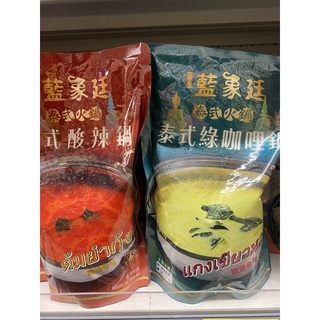 藍象廷
泰式火鍋
式酸辣鍋
ต้มยำกุ้ง
藍象廷
泰式火鍋
泰式綠咖哩鍋
แกงเขียวหวาน